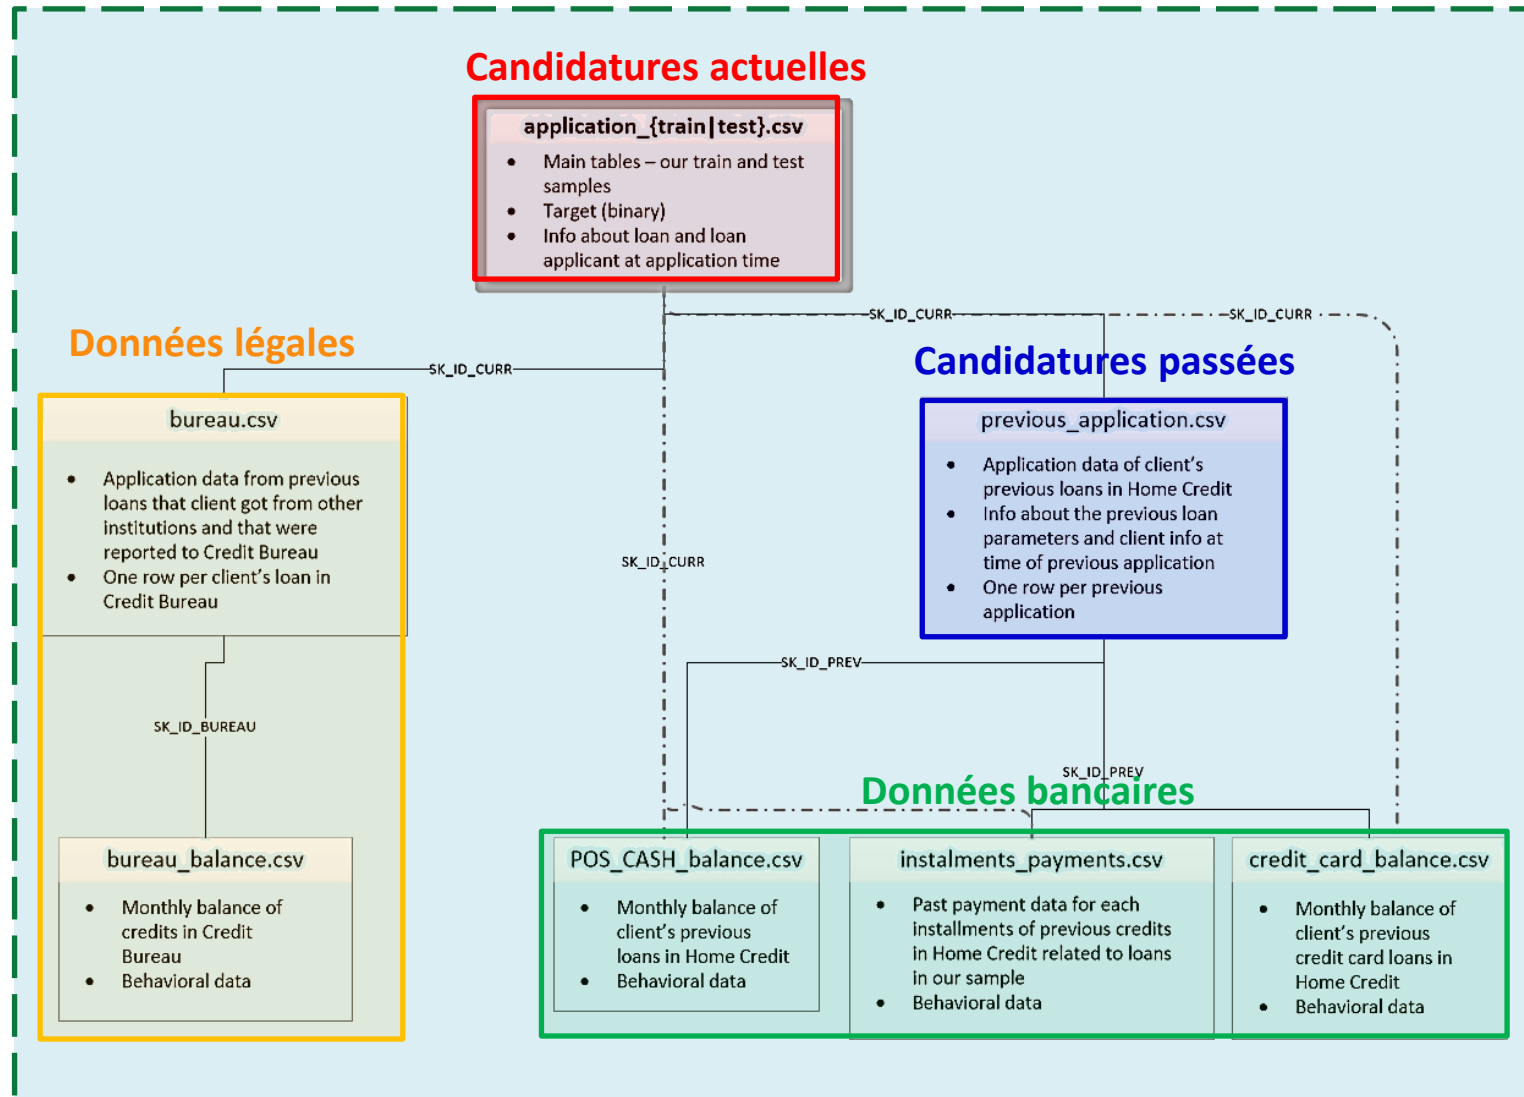 Candidatures actuelles
application_{train|test}.csv
• Main tables – our train and test
samples
• Target (binary)
• Info about loan and loan
applicant at application time
SK_ID_CURR
SK_ID_CURR
Données légales
Candidatures passées
SK_ID_CURR
bureau.csv
• Application data from previous
loans that client got from other
institutions and that were
reported to Credit Bureau
• One row per client's loan in
Credit Bureau
previous_application.csv
• Application data of client's
previous loans in Home Credit
• Info about the previous loan
parameters and client info at
time of previous application
• One row per previous
application
SK_ID_CURR
SK_ID_PREV
SK_ID_BUREAU
SK_ID_PREV
Données bancaires
bureau_balance.csv
• Monthly balance of
credits in Credit
Bureau
• Behavioral data
POS_CASH_balance.csv
• Monthly balance of
client's previous
loans in Home Credit
• Behavioral data
instalments_payments.csv
• Past payment data for each
installments of previous credits
in Home Credit related to loans
in our sample
• Behavioral data
credit_card_balance.csv
• Monthly balance of
client's previous
credit card loans in
Home Credit
• Behavioral data